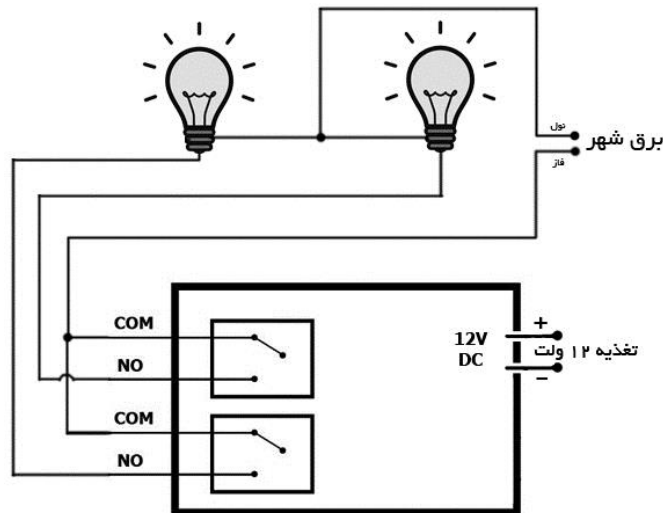 نول
برق شهر
فاز
COM
NO
COM
NO
12V
DC
+
تغذیه ۱۲ ولت
−